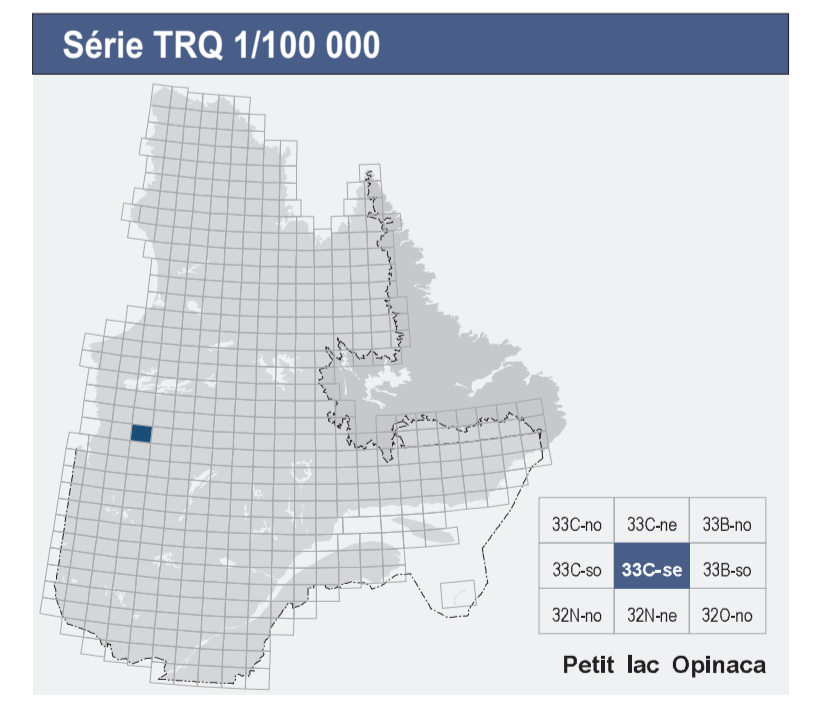 Série TRQ 1/100 000
33C-no 33C-ne 33B-no
33C-so 33C-se 33B-so
32N-no 32N-ne 32O-no
Petit lac Opinaca